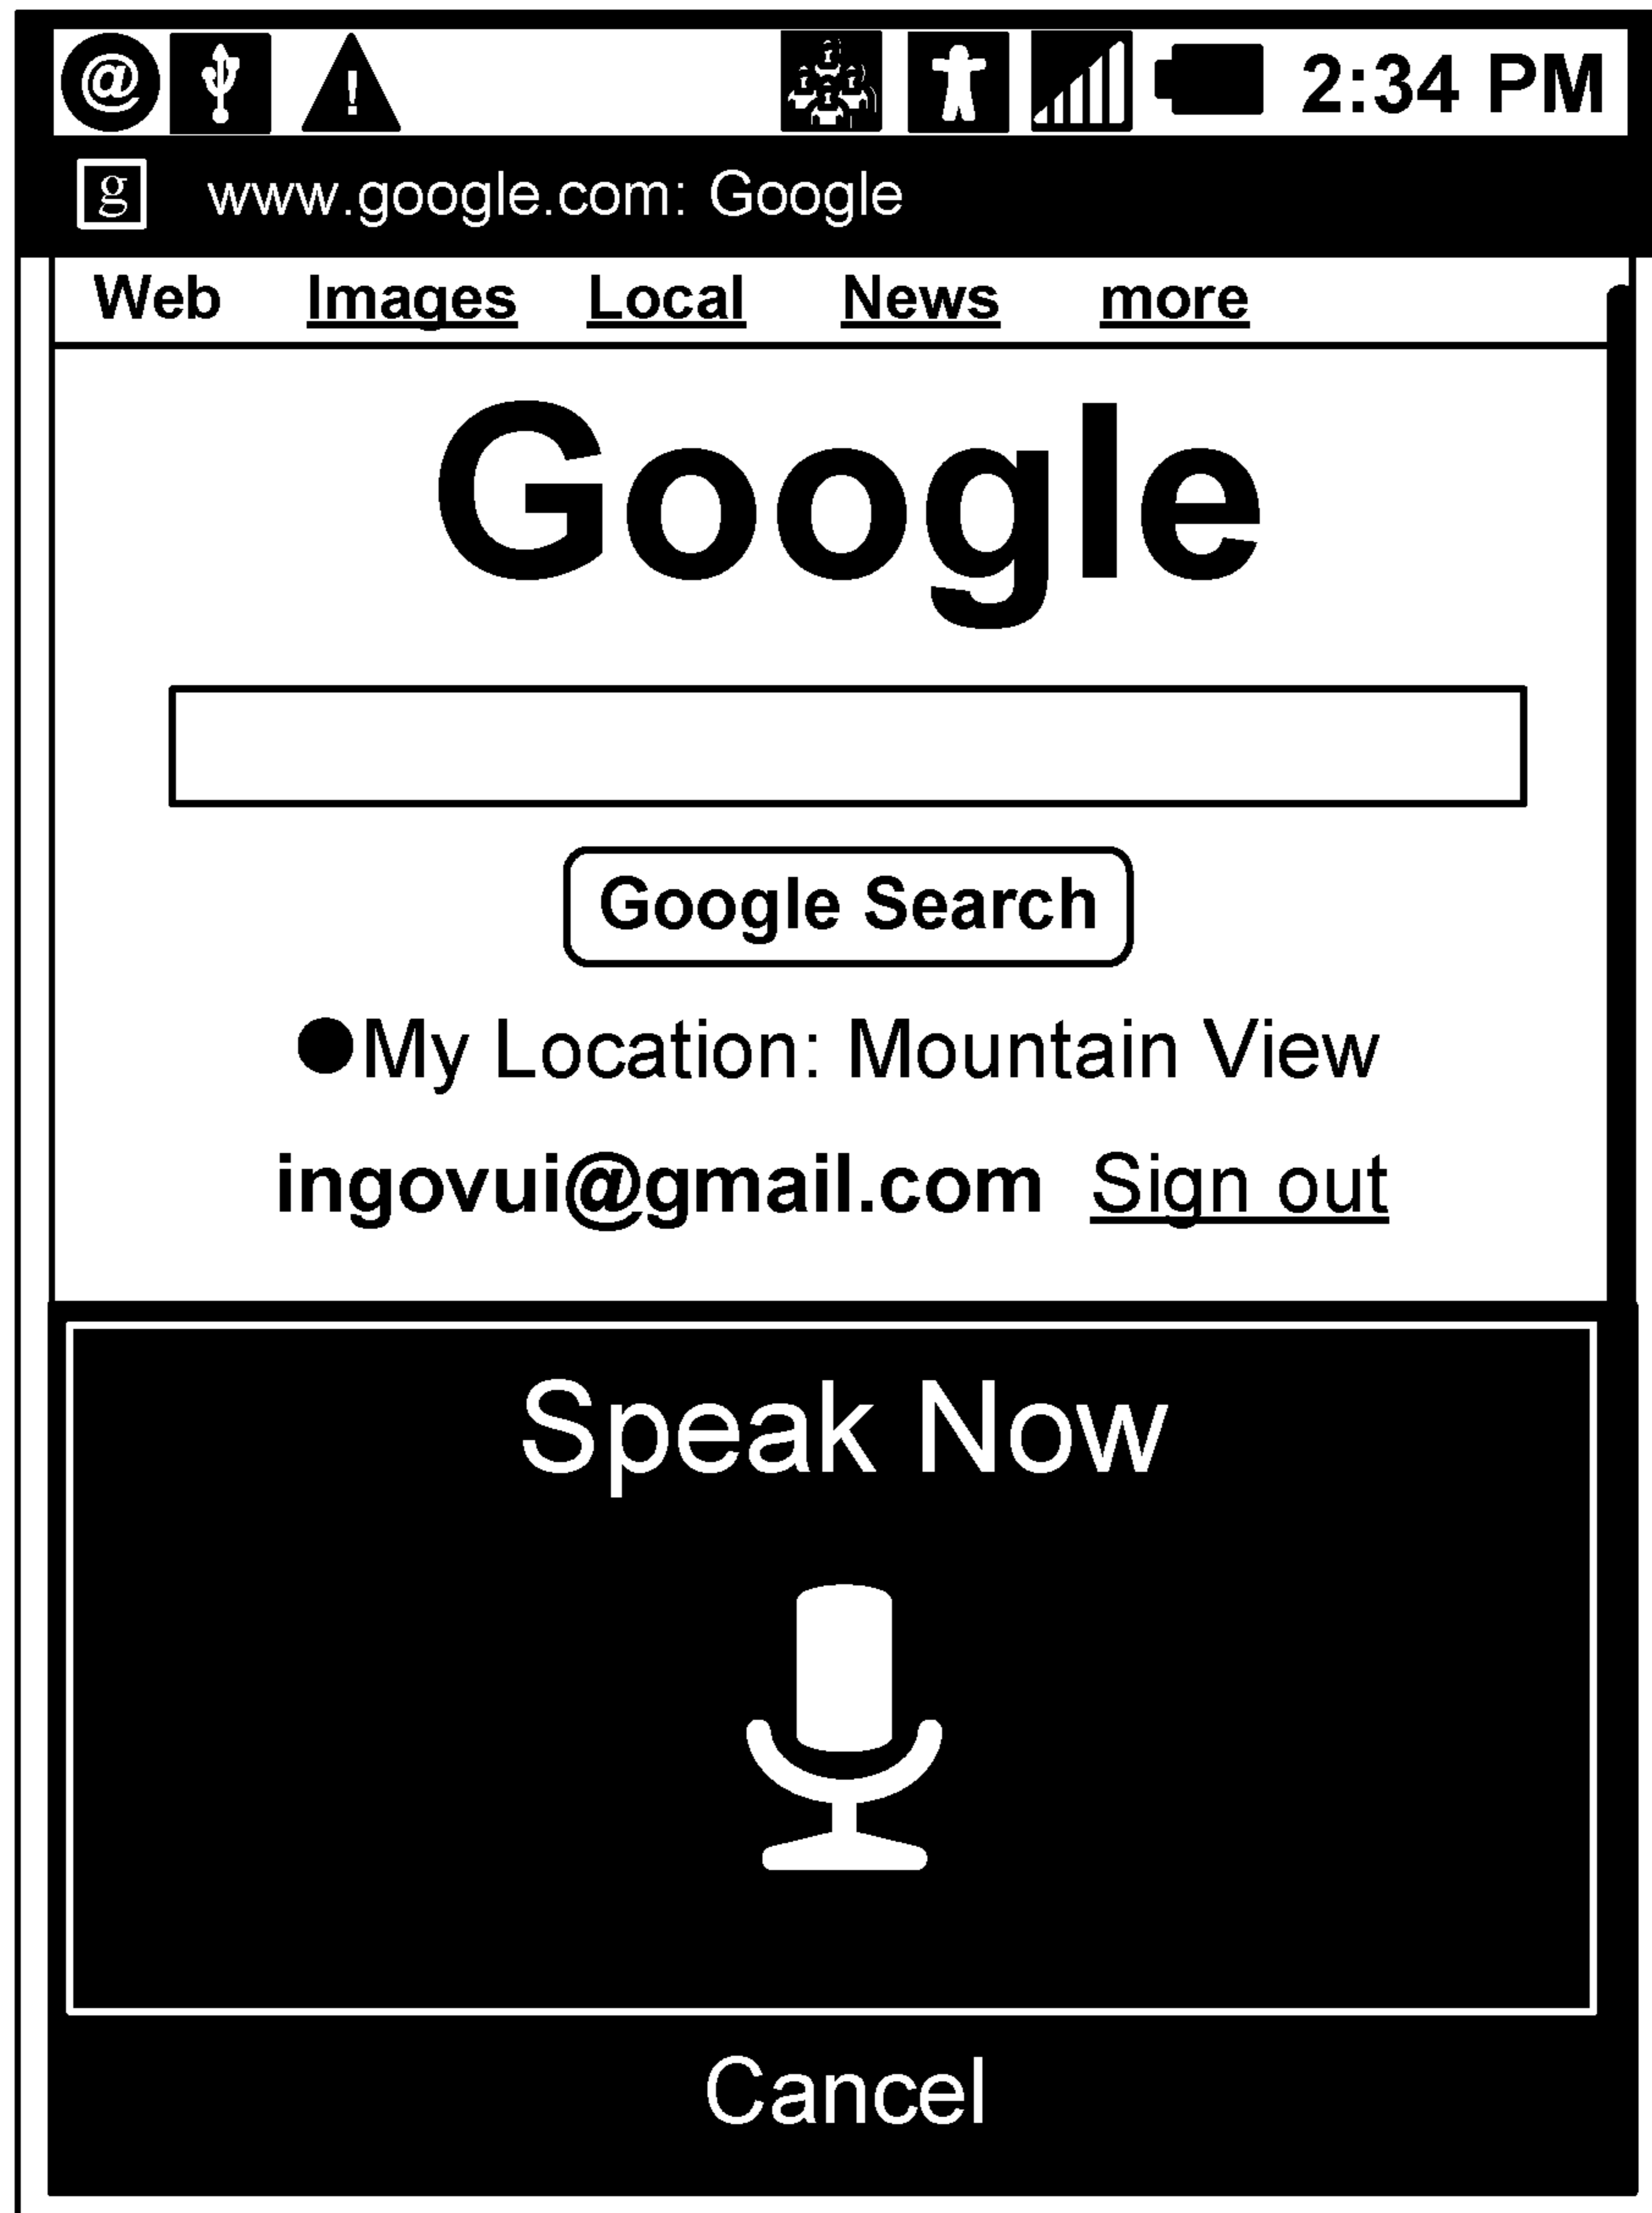 @ ! 2:34 PM
g www.google.com: Google
Web Images Local News more
Google
Google Search
My Location: Mountain View
ingovui@gmail.com Sign out
Speak Now
Cancel